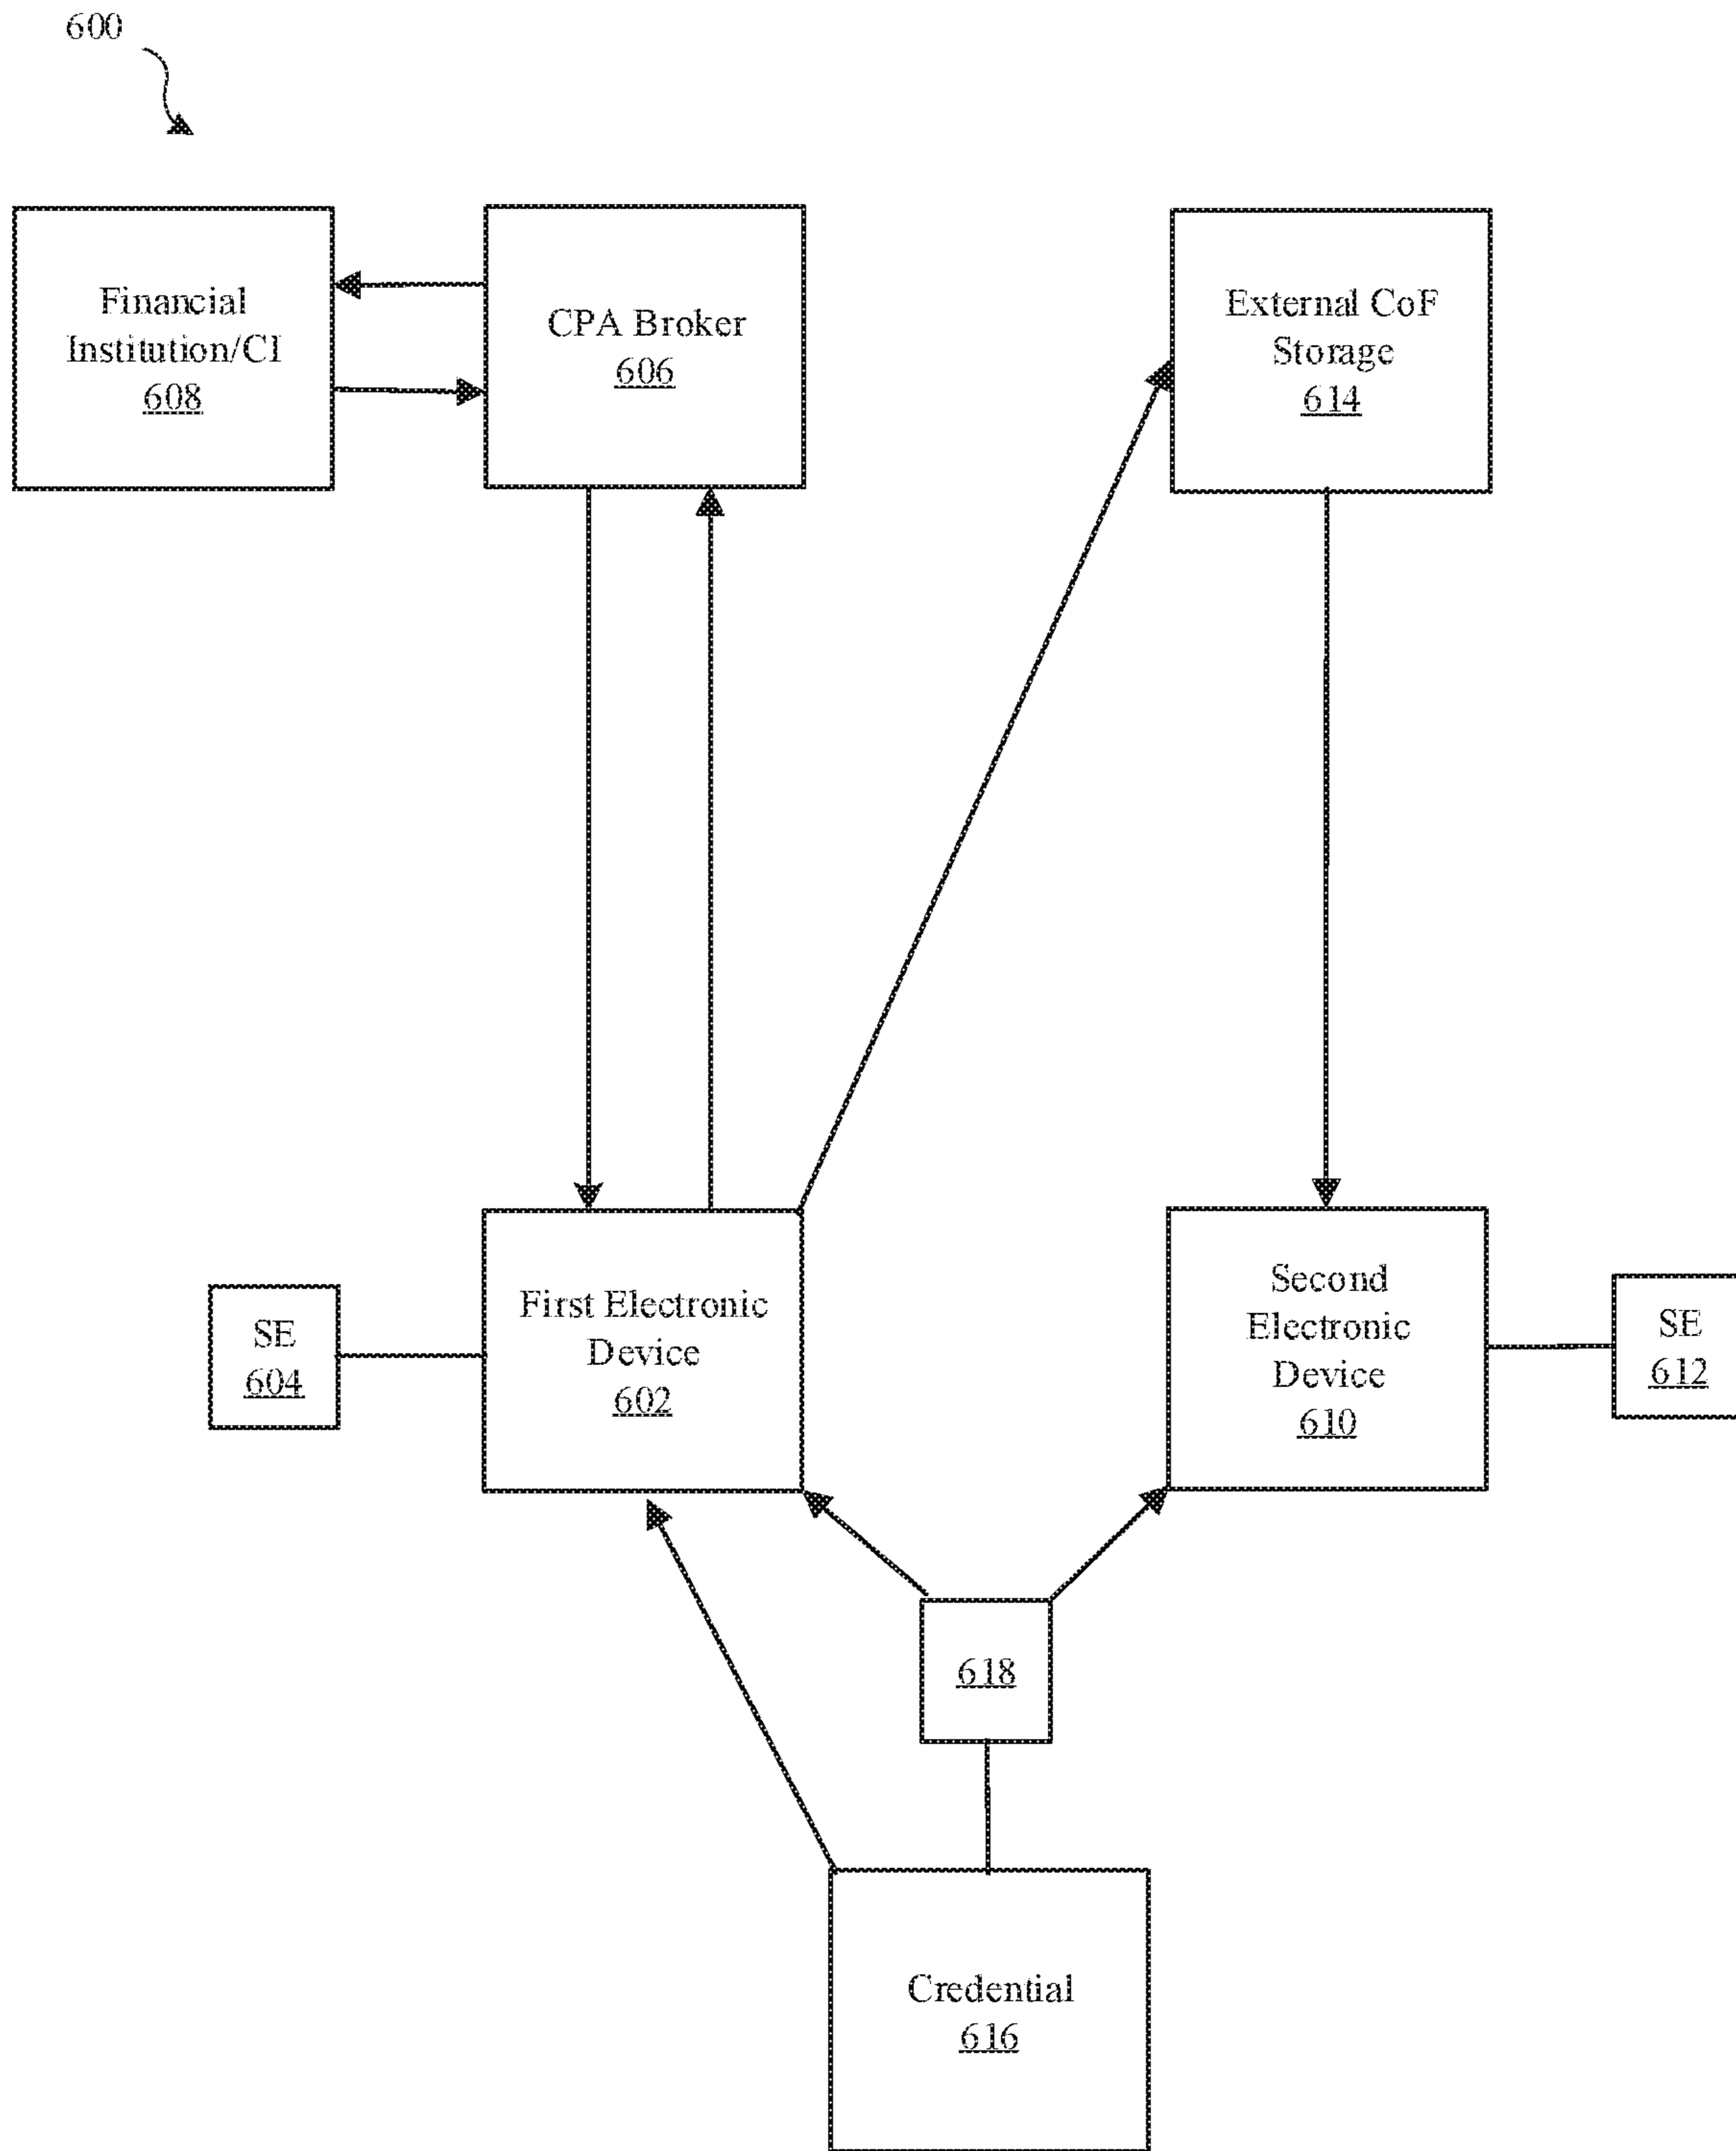 600
Financial
Institution/CI
608
CPA Broker
606
External CoF
Storage
614
SE
604
First Electronic
Device
602
Second
Electronic
Device
610
SE
612
618
Credential
616